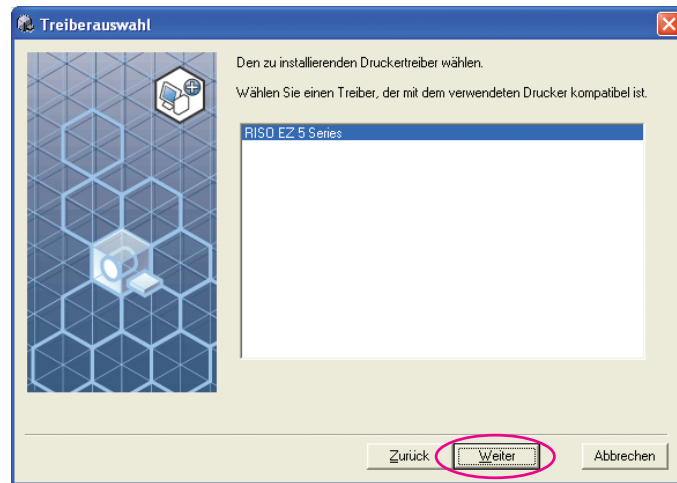 Treiberauswahl
Den zu installierenden Druckertreiber wählen.
Wählen Sie einen Treiber, der mit dem verwendeten Drucker kompatibel ist.
RISO EZ 5 Series
Zurück Weiter Abbrechen